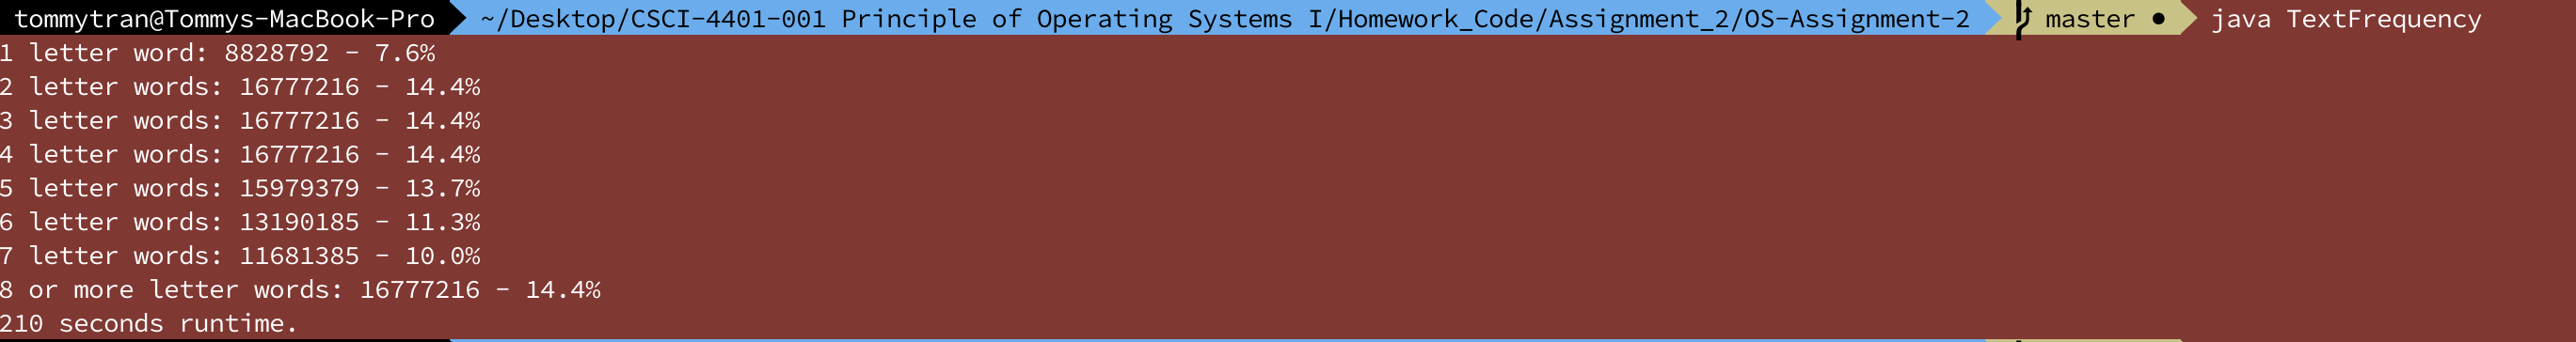 tommytran@Tommys-MacBook-Pro ~/Desktop/CSCI-4401-001 Principle of Operating Systems I/Homework_Code/Assignment_2/OS-Assignment-2 master ● java TextFrequency
1 letter word: 8828792 - 7.6%
2 letter words: 16777216 - 14.4%
3 letter words: 16777216 - 14.4%
4 letter words: 16777216 - 14.4%
5 letter words: 15979379 - 13.7%
6 letter words: 13190185 - 11.3%
7 letter words: 11681385 - 10.0%
8 or more letter words: 16777216 - 14.4%
210 seconds runtime.